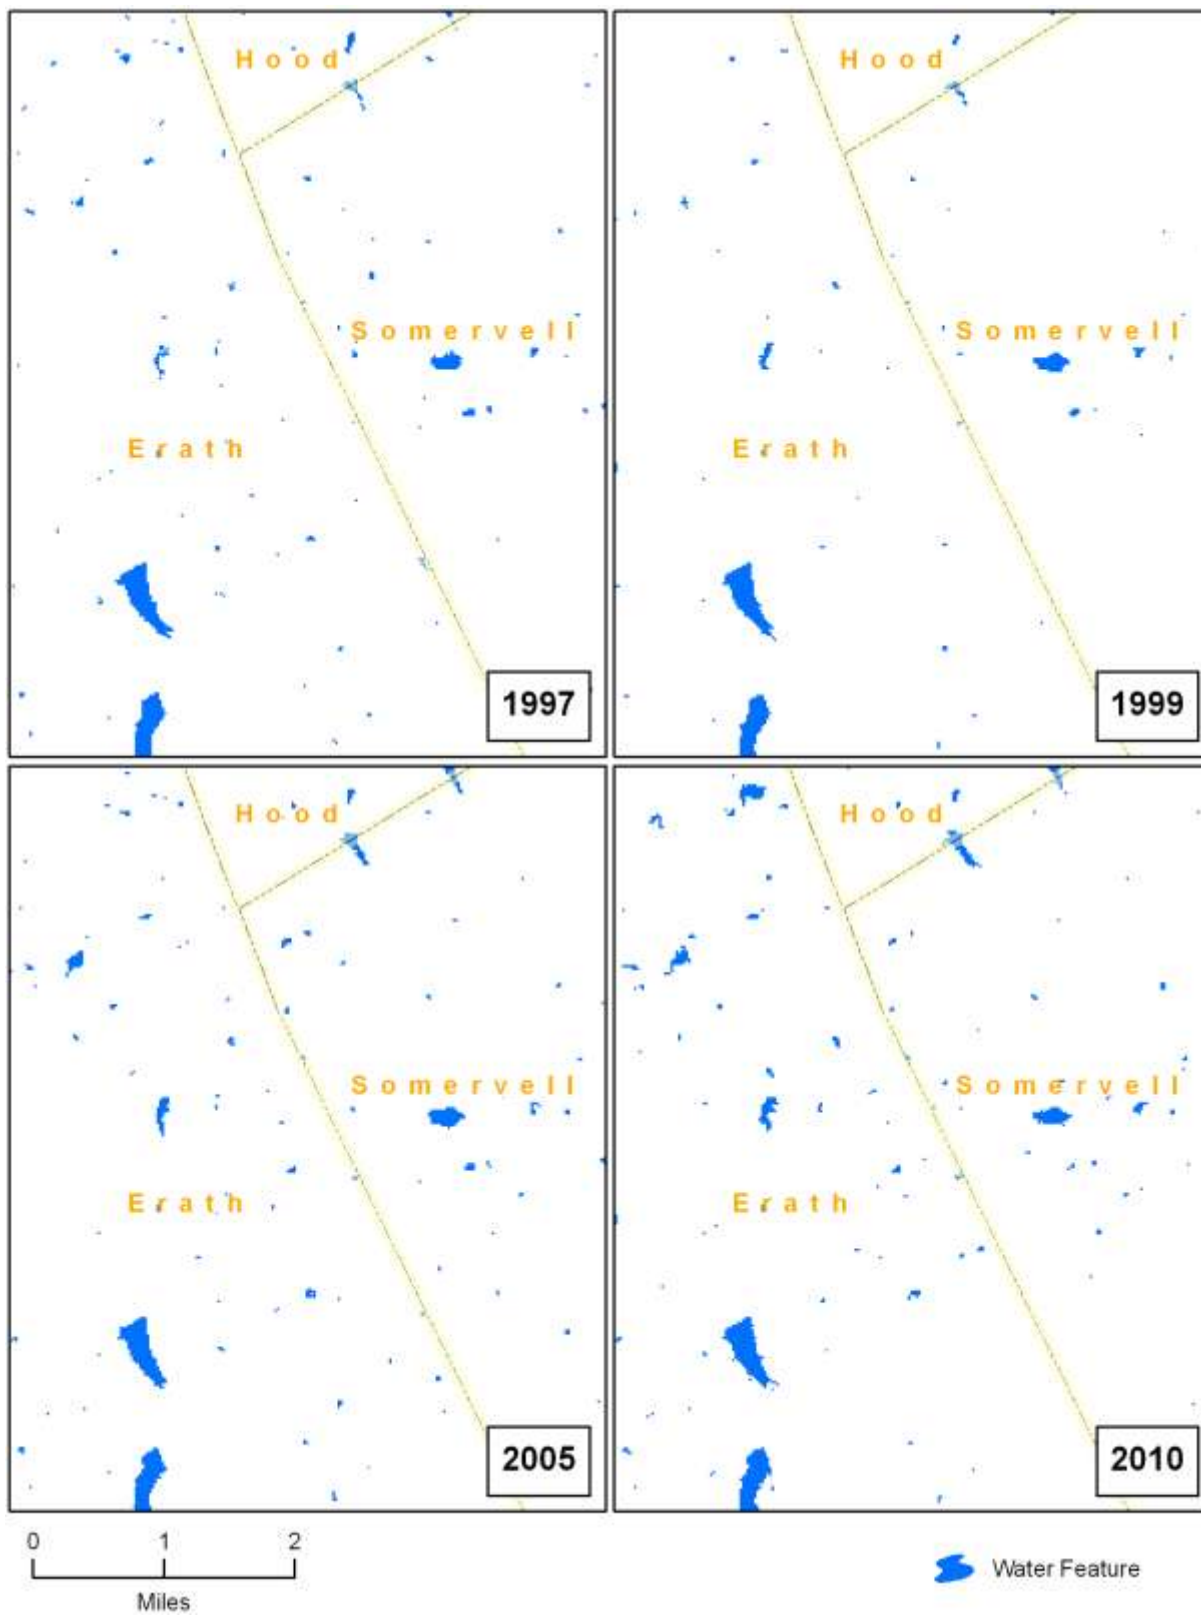 Hood
Somervell
Erath
1997
Hood
Somervell
Erath
1999
Hood
Somervell
Erath
2005
Hood
Somervell
Erath
2010
0 1 2
Miles
Water Feature